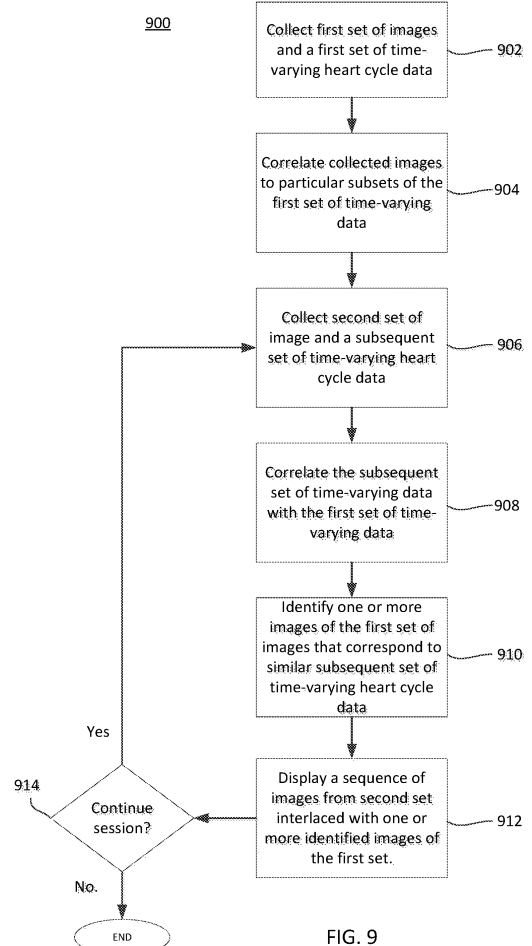 900
Collect first set of images
and a first set of time-
varying heart cycle data
902
Correlate collected images
to particular subsets of the
first set of time-varying
data
904
Collect second set of
image and a subsequent
set of time-varying heart
cycle data
906
Correlate the subsequent
set of time-varying data
with the first set of time-
varying data
908
Identify one or more
images of the first set of
images that correspond to
similar subsequent set of
time-varying heart cycle
data
910
Display a sequence of
images from second set
interlaced with one or
more identified images of
the first set.
912
Yes
914
Continue
session?
No.
END
FIG. 9